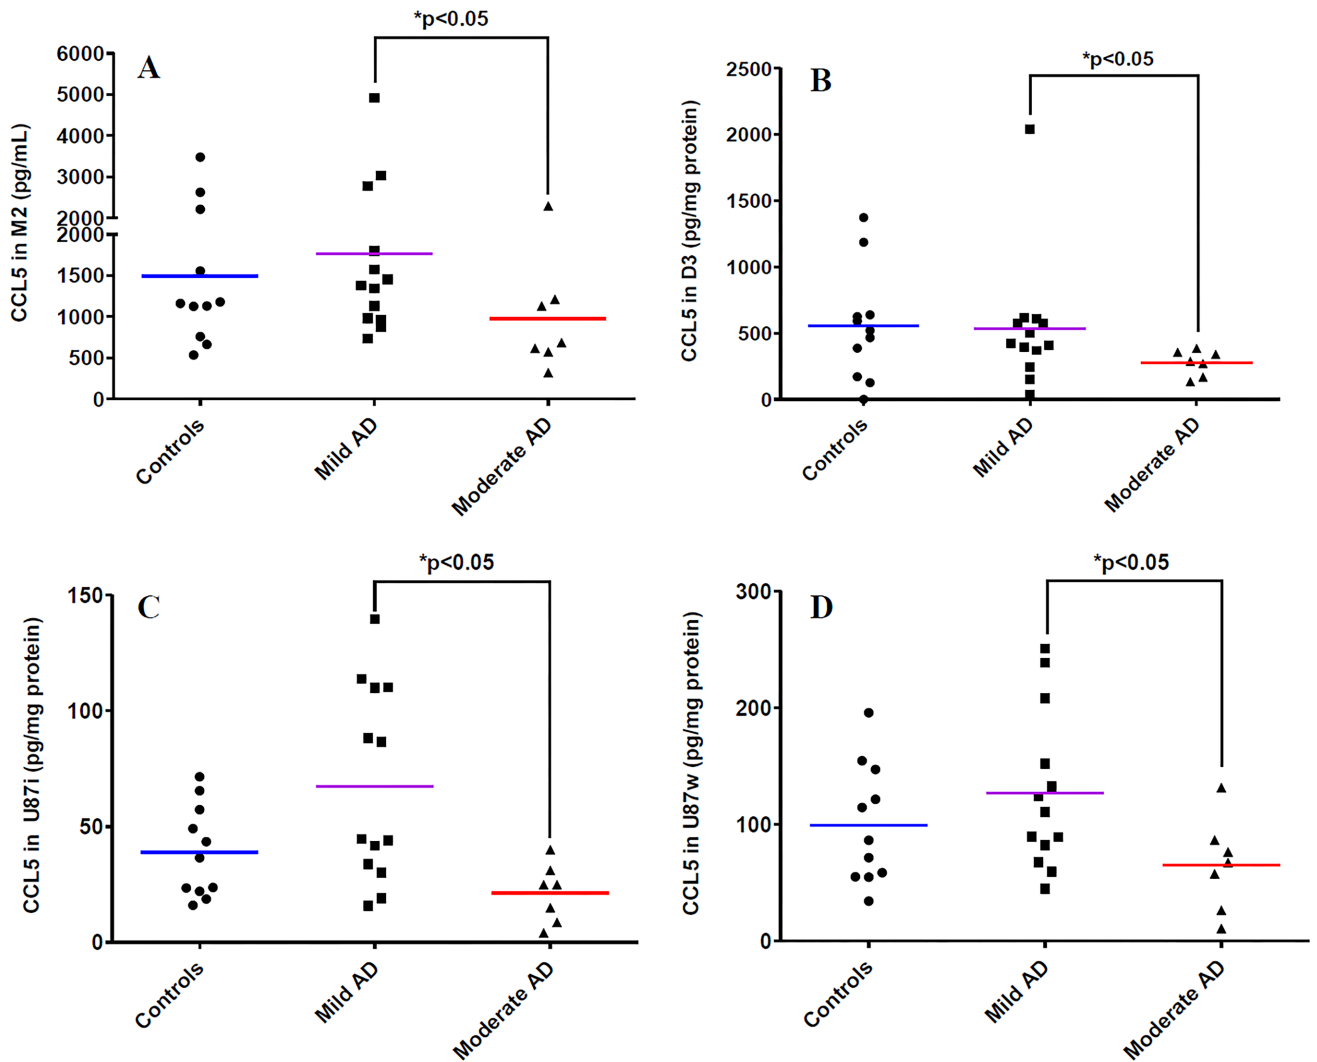 A
*p<0.05
CCL5 in M2 (pg/mL)
6000
5000
4000
3000
2000
2000
1500
1000
500
0
Controls
Mild AD
Moderate AD
B
*p<0.05
CCL5 in D3 (pg/mg protein)
2500
2000
1500
1000
500
0
Controls
Mild AD
Moderate AD
C
*p<0.05
CCL5 in U87i (pg/mg protein)
150
100
50
0
Controls
Mild AD
Moderate AD
D
*p<0.05
CCL5 in U87w (pg/mg protein)
300
200
100
0
Controls
Mild AD
Moderate AD